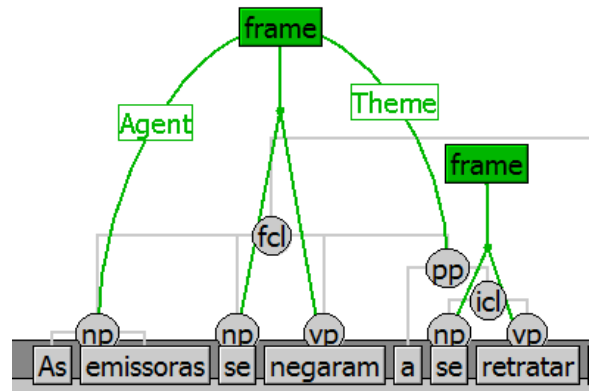 frame
Agent Theme
frame
fcl
pp
icl
np np vp np vp
As emissoras se negaram a se retratar